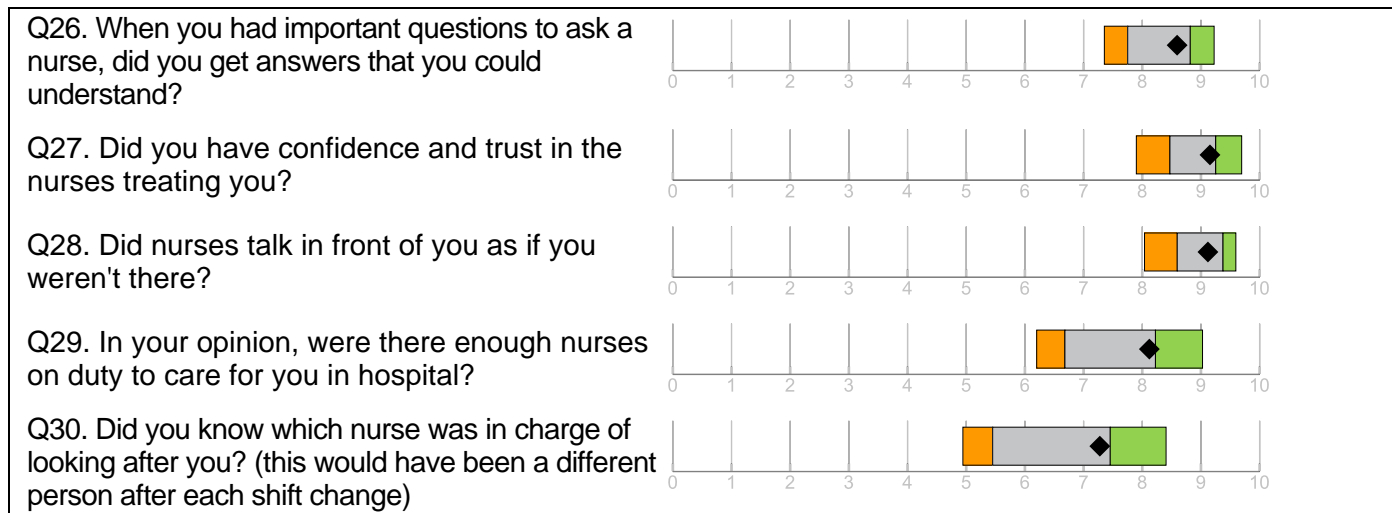 Q26. When you had important questions to ask a
nurse, did you get answers that you could
understand?
0 1 2 3 4 5 6 7 8 9 10
Q27. Did you have confidence and trust in the
nurses treating you?
0 1 2 3 4 5 6 7 8 9 10
Q28. Did nurses talk in front of you as if you
weren't there?
0 1 2 3 4 5 6 7 8 9 10
Q29. In your opinion, were there enough nurses
on duty to care for you in hospital?
0 1 2 3 4 5 6 7 8 9 10
Q30. Did you know which nurse was in charge of
looking after you? (this would have been a different
person after each shift change)
0 1 2 3 4 5 6 7 8 9 10